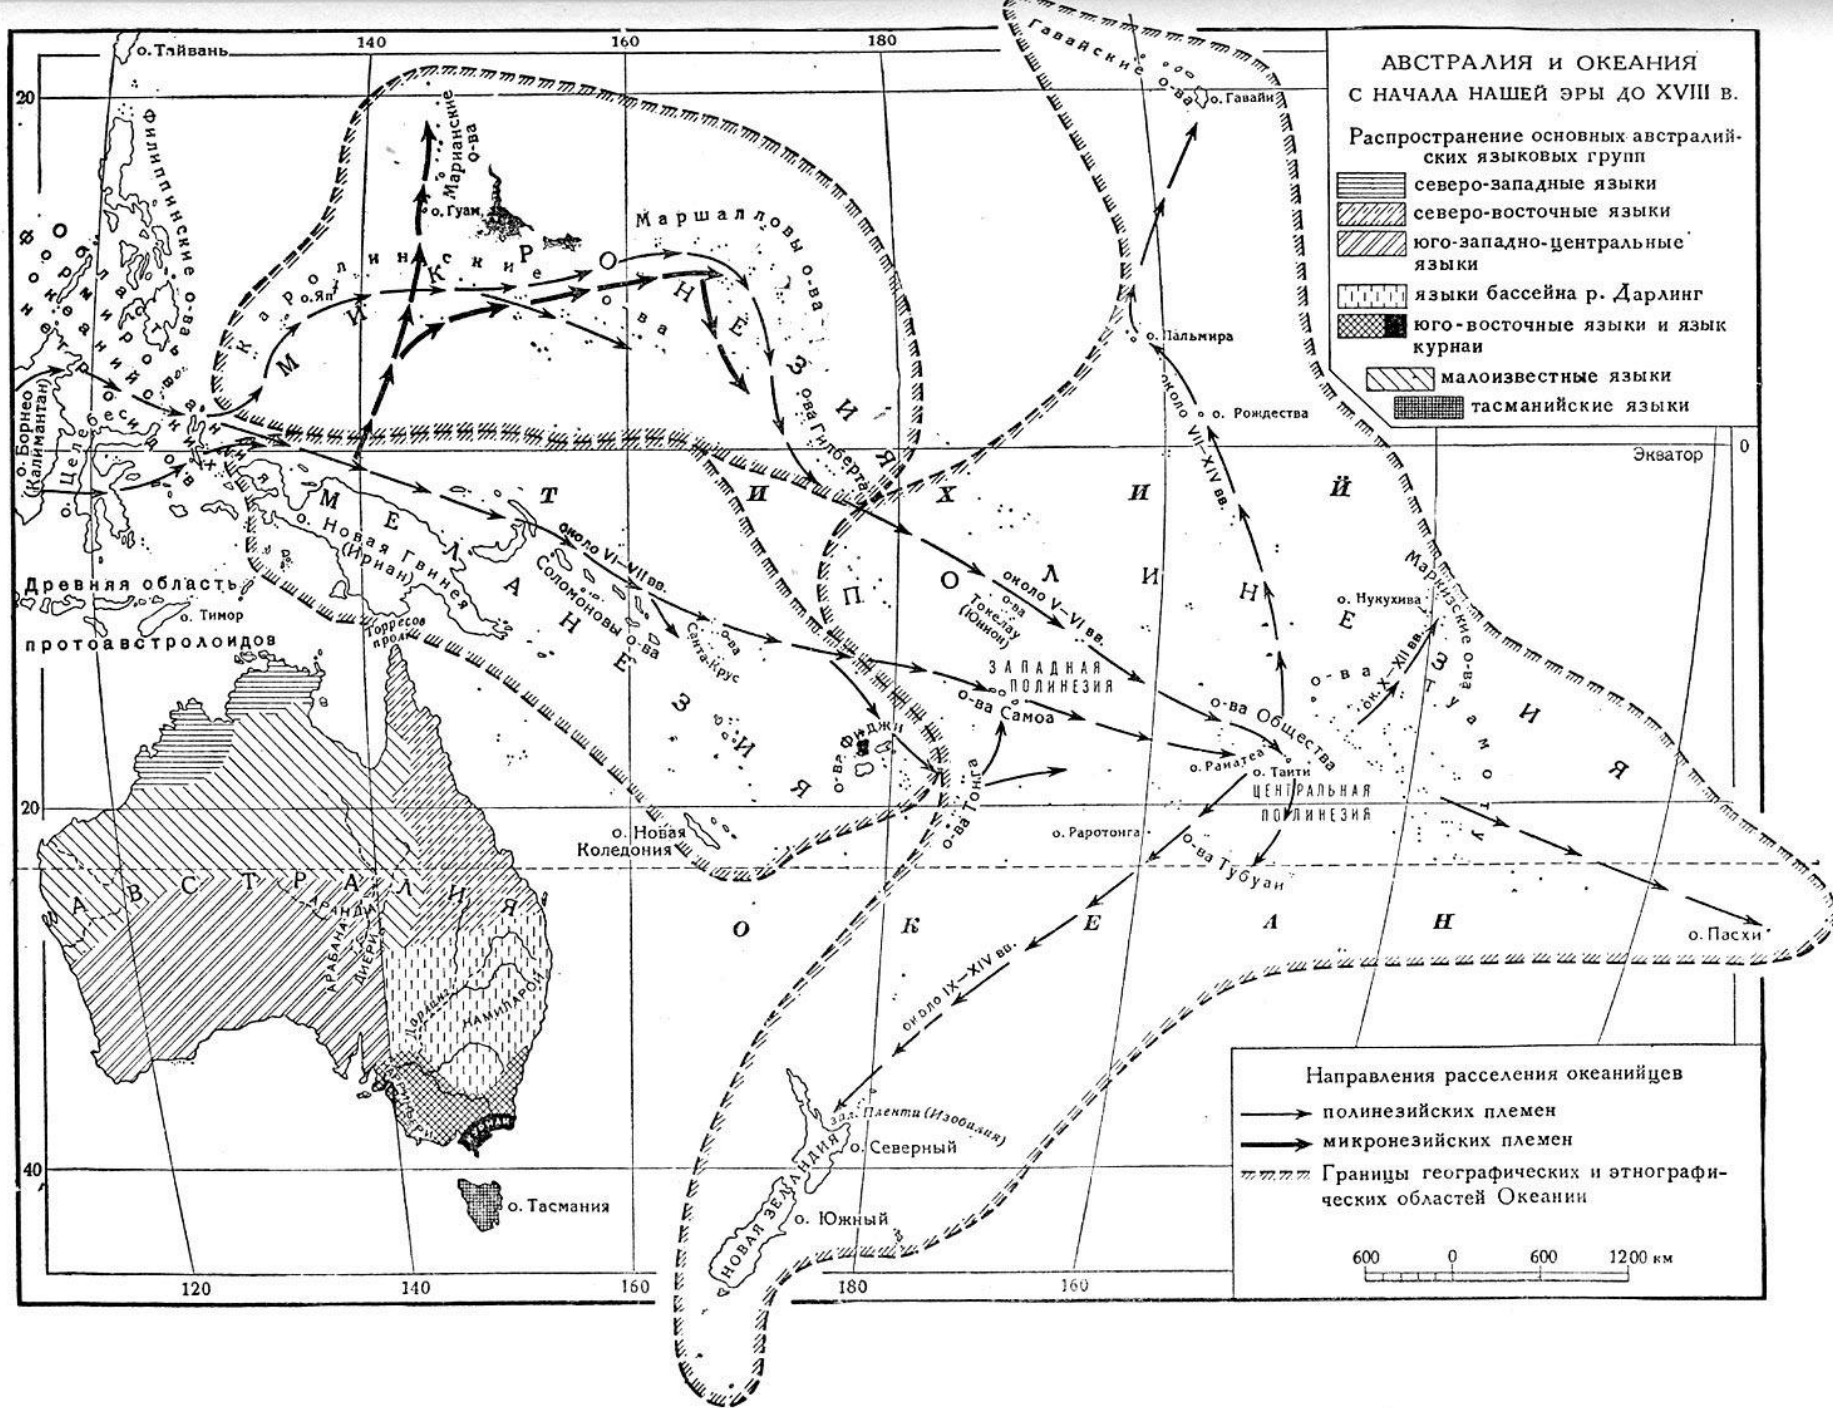 АВСТРАЛИЯ и ОКЕАНИЯ
С НАЧАЛА НАШЕЙ ЭРЫ ДО XVIII В.
Распространение основных австралий-
ских языковых групп
северо-западные языки
северо-восточные языки
юго-западно-центральные
языки
языки бассейна р. Дарлинг
юго-восточные языки и язык
курнаи
малоизвестные языки
тасманийские языки
140
160
180
20
о. Тайвань
Филиппинские о-ва
Марианские
о-ва
о. Гуам
Гавайские о-ва
о. Гавайи
Маршалловы о-ва
Каролинские
о-ва
о. Яп
МИКРОНЕЗИЯ
о-ва Гилберта
о. Пальмира
о. Рождества
около VII-XIV вв.
Экватор
0
о. Борнео
(Калимантан)
о. Целебес
Область
формирования
Древняя область
протоавстролоидов
о. Тимор
о. Новая Гвинея
(Ириан)
Торресов
прол.
МЕЛАНЕЗИЯ
ТИХИЙ
около VI-VII вв.
Соломоновы о-ва
о-ва
Санта-Крус
ПОЛИНЕЗИЯ
о-ва
Токелау
(Юнион)
около V-VI вв.
ЗАПАДНАЯ
ПОЛИНЕЗИЯ
о-ва Самоа
о-ва Фиджи
о-ва Тонга
о. Нукухива
Маркизские о-ва
ок. X-XII вв.
о-ва Туамоту
о-ва Общества
о. Раиатеа
о. Таити
ЦЕНТРАЛЬНАЯ
ПОЛИНЕЗИЯ
20
о. Новая
Коледония
о. Раротонга
о-ва Тубуаи
АВСТРАЛИЯ
АРАНДА
АРАБАНА
ДИЕРИ
Дарлинг
КАМИЛАРОИ
КУРНАИ
ОКЕАН
о. Пасхи
около IX-XIV вв.
зал. Пленти (Изобилия)
о. Северный
НОВАЯ ЗЕЛАНДИЯ
о. Южный
40
о. Тасмания
120
140
160
180
160
Направления расселения океанийцев
полинезийских племен
микронезийских племен
Границы географических и этнографи-
ческих областей Океании
600 0 600 1200 км